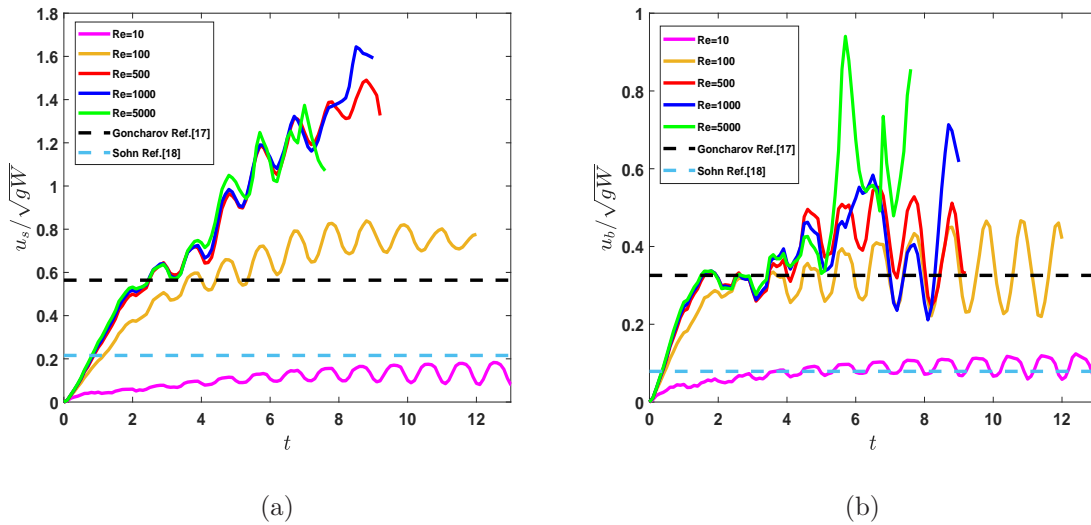 1.8
1.6
1.4
1.2
1
0.8
0.6
0.4
0.2
0
u_s/√gW
Re=10
Re=100
Re=500
Re=1000
Re=5000
Goncharov Ref.[17]
Sohn Ref.[18]
0 2 4 6 8 10 12
t
(a)
1
0.8
0.6
0.4
0.2
0
u_b/√gW
Re=10
Re=100
Re=500
Re=1000
Re=5000
Goncharov Ref.[17]
Sohn Ref.[18]
0 2 4 6 8 10 12
t
(b)